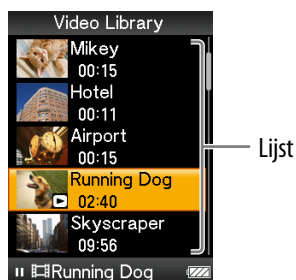 Video Library
Mikey
00:15
Hotel
00:11
Airport
00:15
Running Dog
02:40
Skyscraper
09:56
Running Dog
Lijst